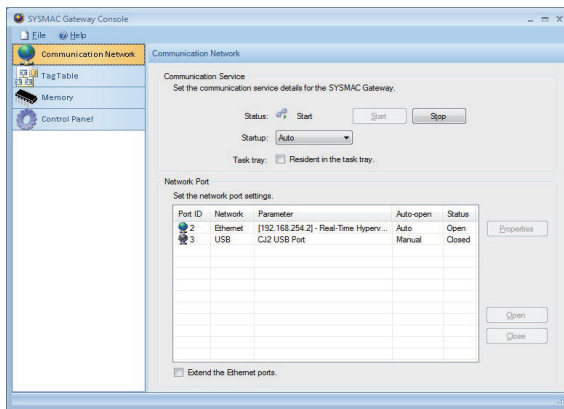 SYSMAC Gateway Console
File Help
Communication Network
TagTable
Memory
Control Panel
Communication Network
Communication Service
Set the communication service details for the SYSMAC Gateway.
Status: Start Start Stop
Startup: Auto
Task tray: Resident in the task tray.
Network Port
Set the network port settings.
Port ID Network Parameter Auto-open Status
2 Ethernet [192.168.254.2] - Real-Time Hyperv... Auto Open
3 USB CJ2 USB Port Manual Closed
Properties
Open
Close
Extend the Ethernet ports.